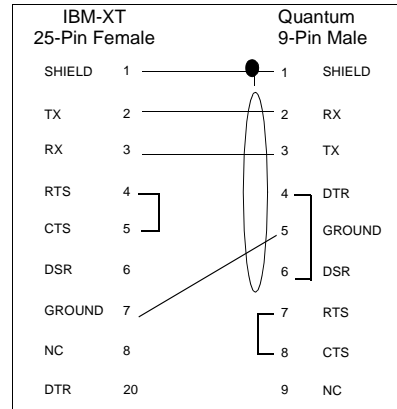 IBM-XT Quantum
25-Pin Female 9-Pin Male
SHIELD 1 1 SHIELD
TX 2 2 RX
RX 3 3 TX
RTS 4 4 DTR
CTS 5 5 GROUND
DSR 6 6 DSR
GROUND 7 7 RTS
NC 8 8 CTS
DTR 20 9 NC